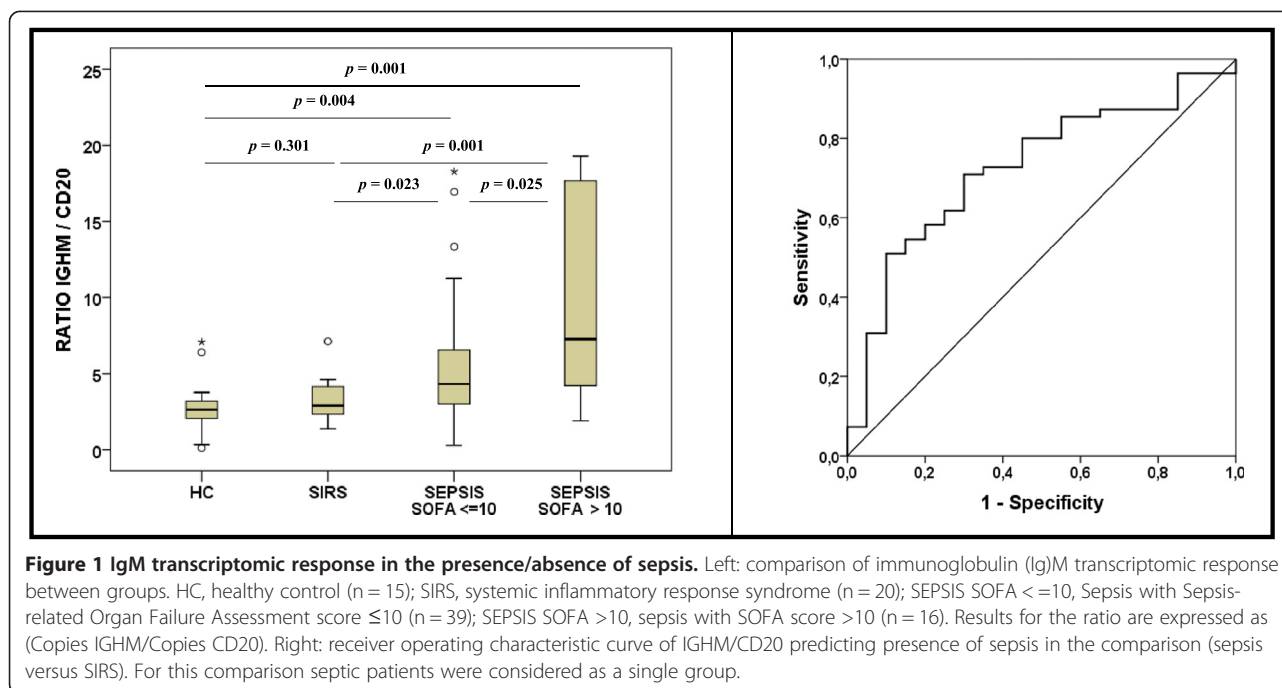 25
20
15
10
5
0
RATIO IGHM / CD20
p = 0.001
p = 0.004
p = 0.301
p = 0.001
p = 0.023
p = 0.025
*
*
HC
SIRS
SEPSIS
SOFA <=10
SEPSIS
SOFA > 10
1,0
0,8
0,6
0,4
0,2
0,0
Sensitivity
0,0
0,2
0,4
0,6
0,8
1,0
1 - Specificity
Figure 1 IgM transcriptomic response in the presence/absence of sepsis. Left: comparison of immunoglobulin (Ig)M transcriptomic response
between groups. HC, healthy control (n = 15); SIRS, systemic inflammatory response syndrome (n = 20); SEPSIS SOFA < =10, Sepsis with Sepsis-
related Organ Failure Assessment score ≤10 (n = 39); SEPSIS SOFA >10, sepsis with SOFA score >10 (n = 16). Results for the ratio are expressed as
(Copies IGHM/Copies CD20). Right: receiver operating characteristic curve of IGHM/CD20 predicting presence of sepsis in the comparison (sepsis
versus SIRS). For this comparison septic patients were considered as a single group.